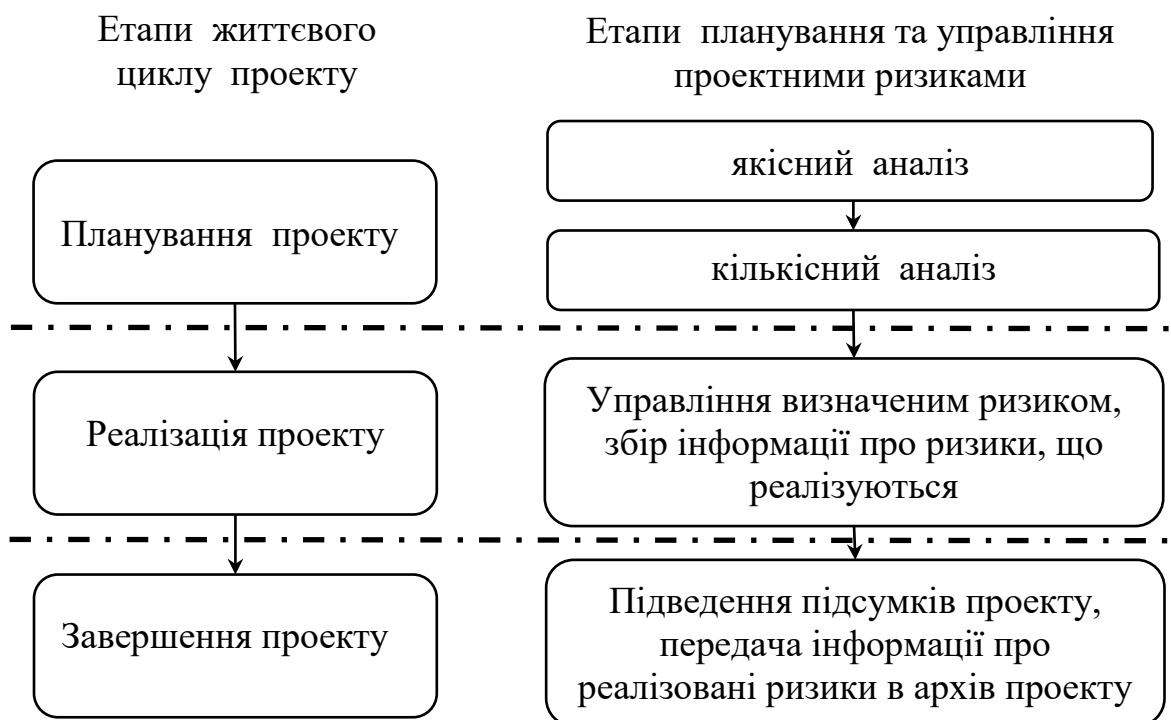 Етапи життєвого
циклу проекту
Етапи планування та управління
проектними ризиками
якісний аналіз
Планування проекту
кількісний аналіз
Реалізація проекту
Управління визначеним ризиком,
збір інформації про ризики, що
реалізуються
Завершення проекту
Підведення підсумків проекту,
передача інформації про
реалізовані ризики в архів проекту